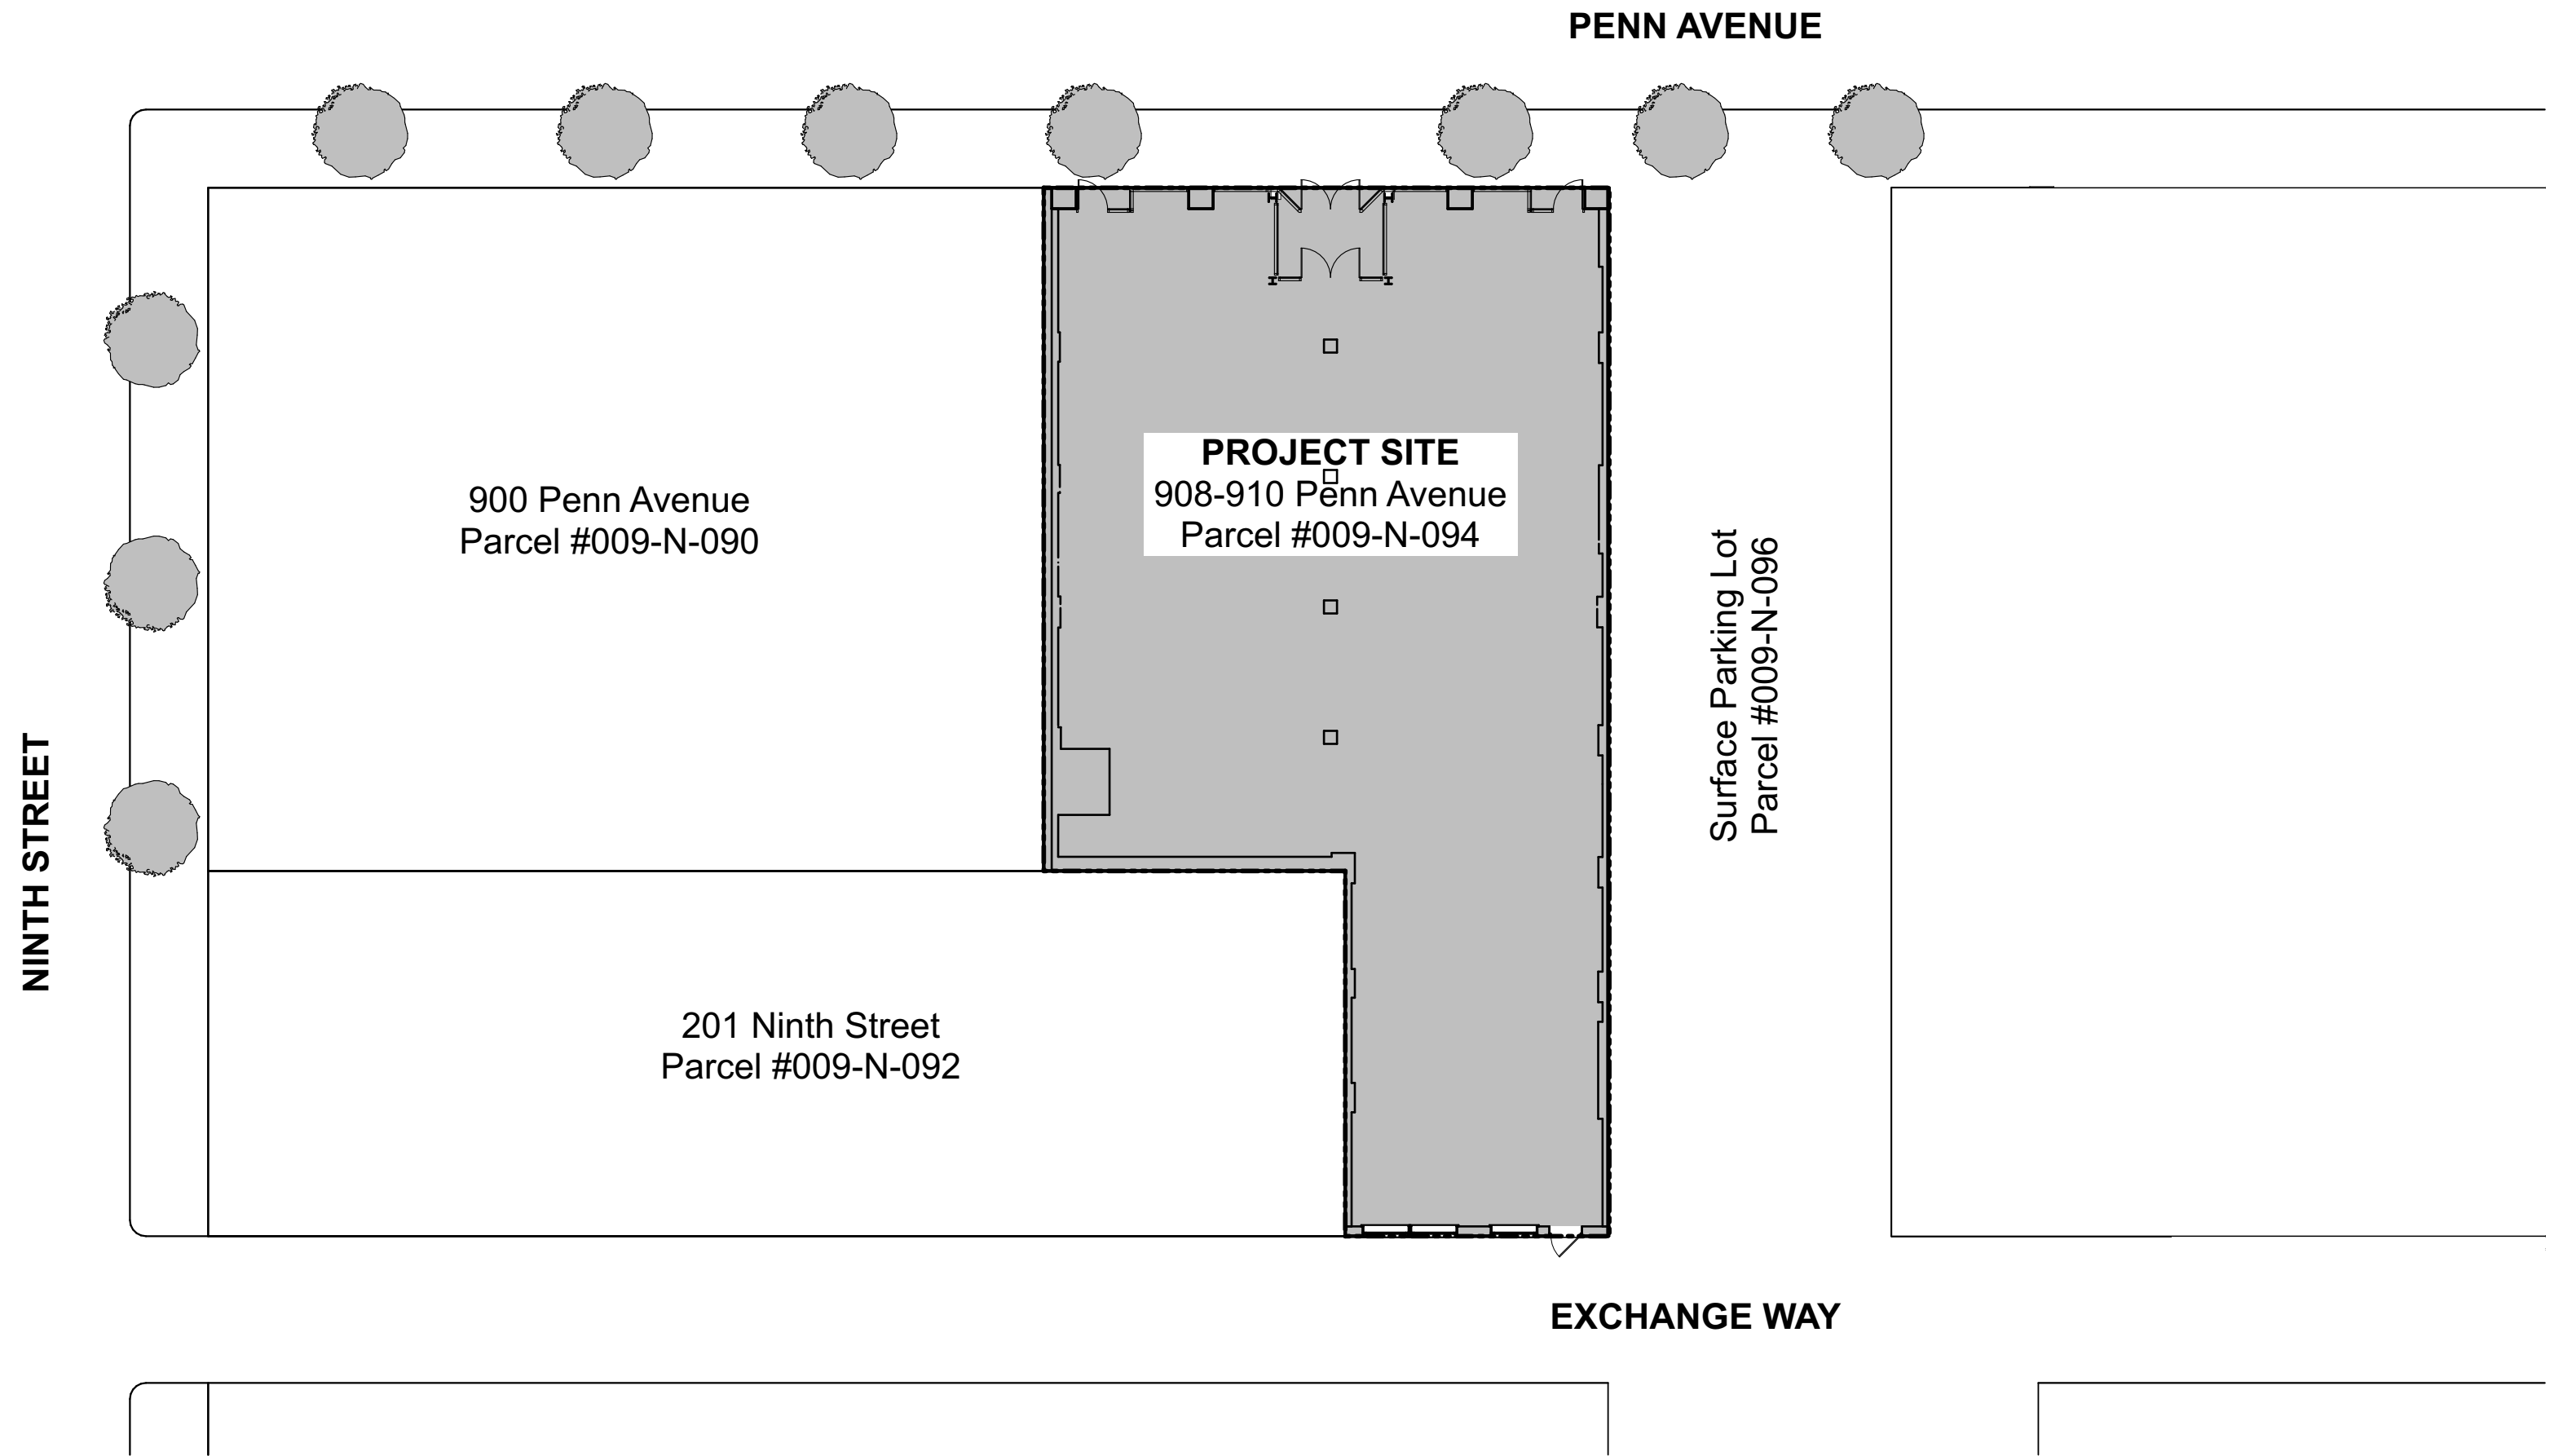 PENN AVENUE
PROJECT SITE
908-910 Penn Avenue
Parcel #009-N-094
900 Penn Avenue
Parcel #009-N-090
Surface Parking Lot
Parcel #009-N-096
NINTH STREET
201 Ninth Street
Parcel #009-N-092
EXCHANGE WAY